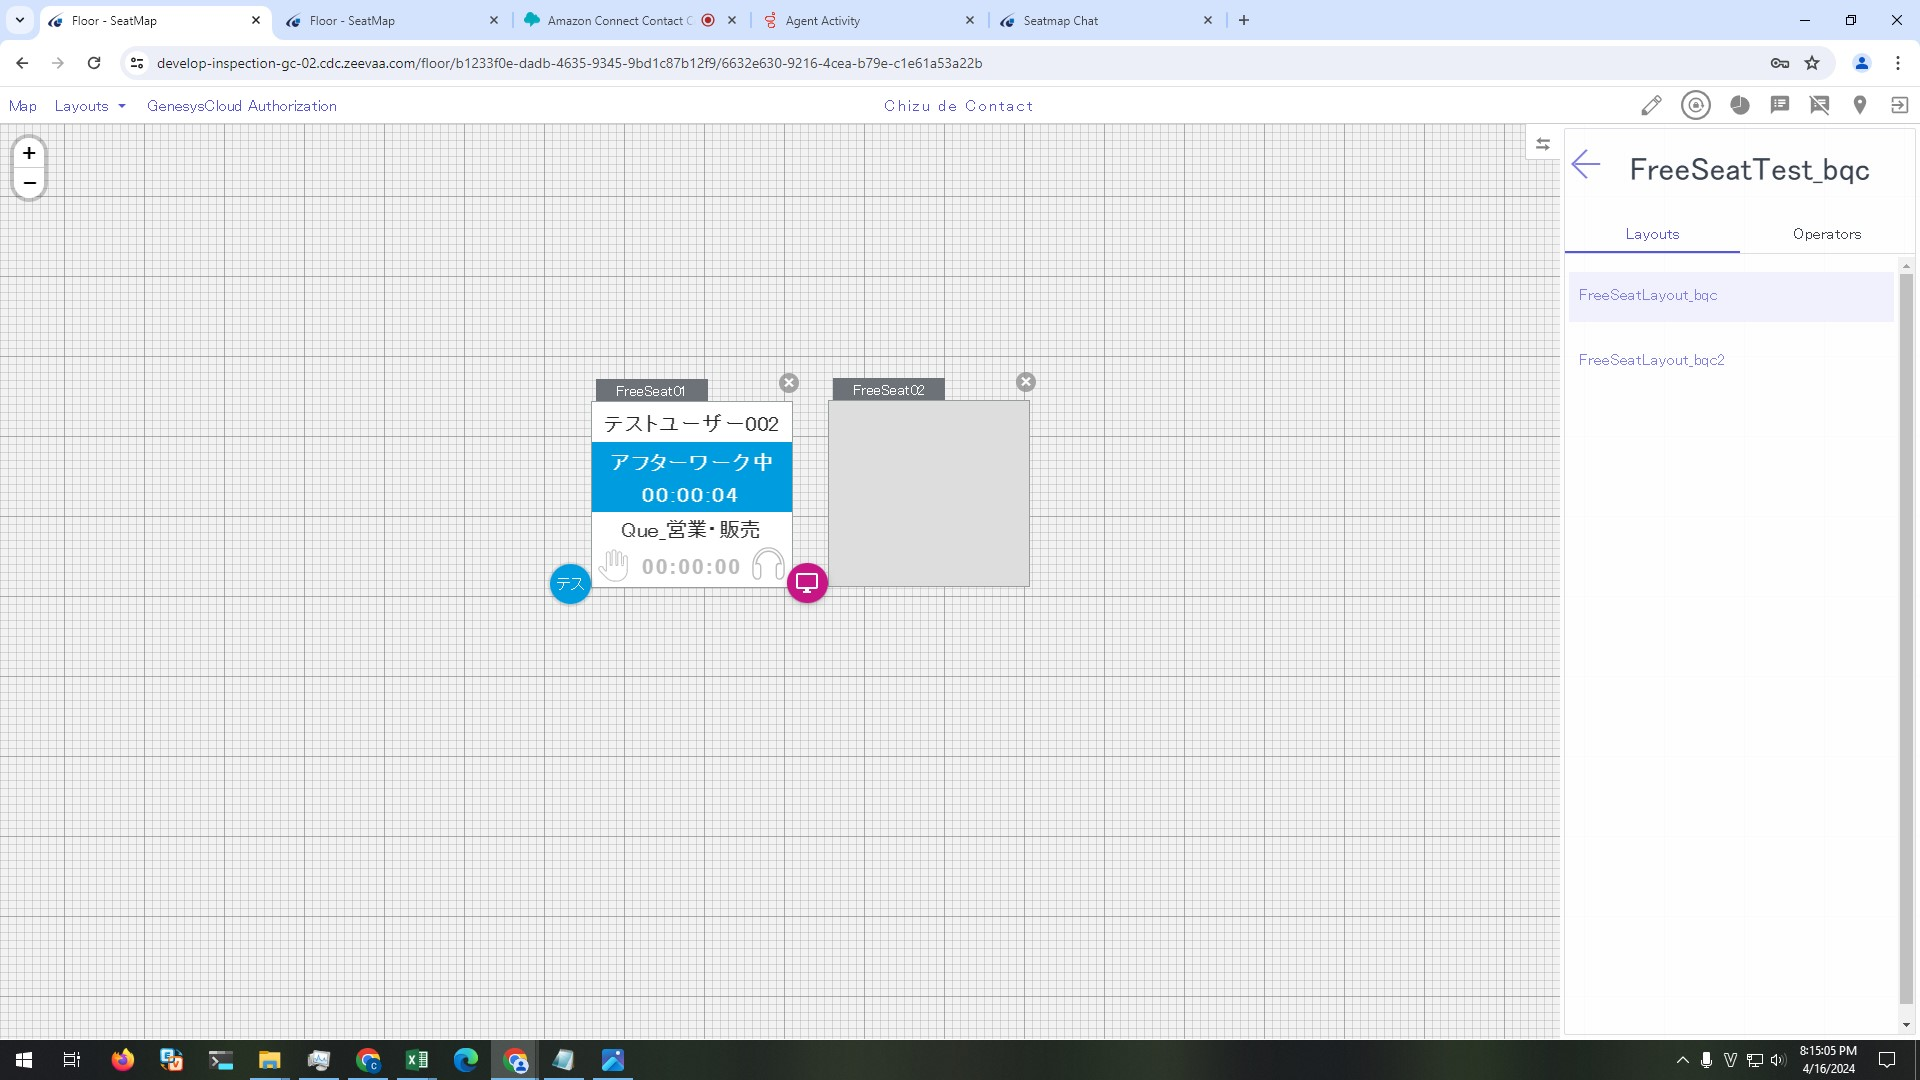 Floor - SeatMap
Floor - SeatMap
Amazon Connect Contact C
Agent Activity
Seatmap Chat
develop-inspection-gc-02.cdc.zeevaa.com/floor/b1233f0e-dadb-4635-9345-9bd1c87b12f9/6632e630-9216-4cea-b79e-c1e61a53a22b
Map Layouts GenesysCloud Authorization
Chizu de Contact
+
−
FreeSeatTest_bqc
Layouts
Operators
FreeSeatLayout_bqc
FreeSeatLayout_bqc2
FreeSeat01
テストユーザー002
アフターワーク中
00:00:04
Que_営業・販売
00:00:00
テス
FreeSeat02
8:15:05 PM
4/16/2024